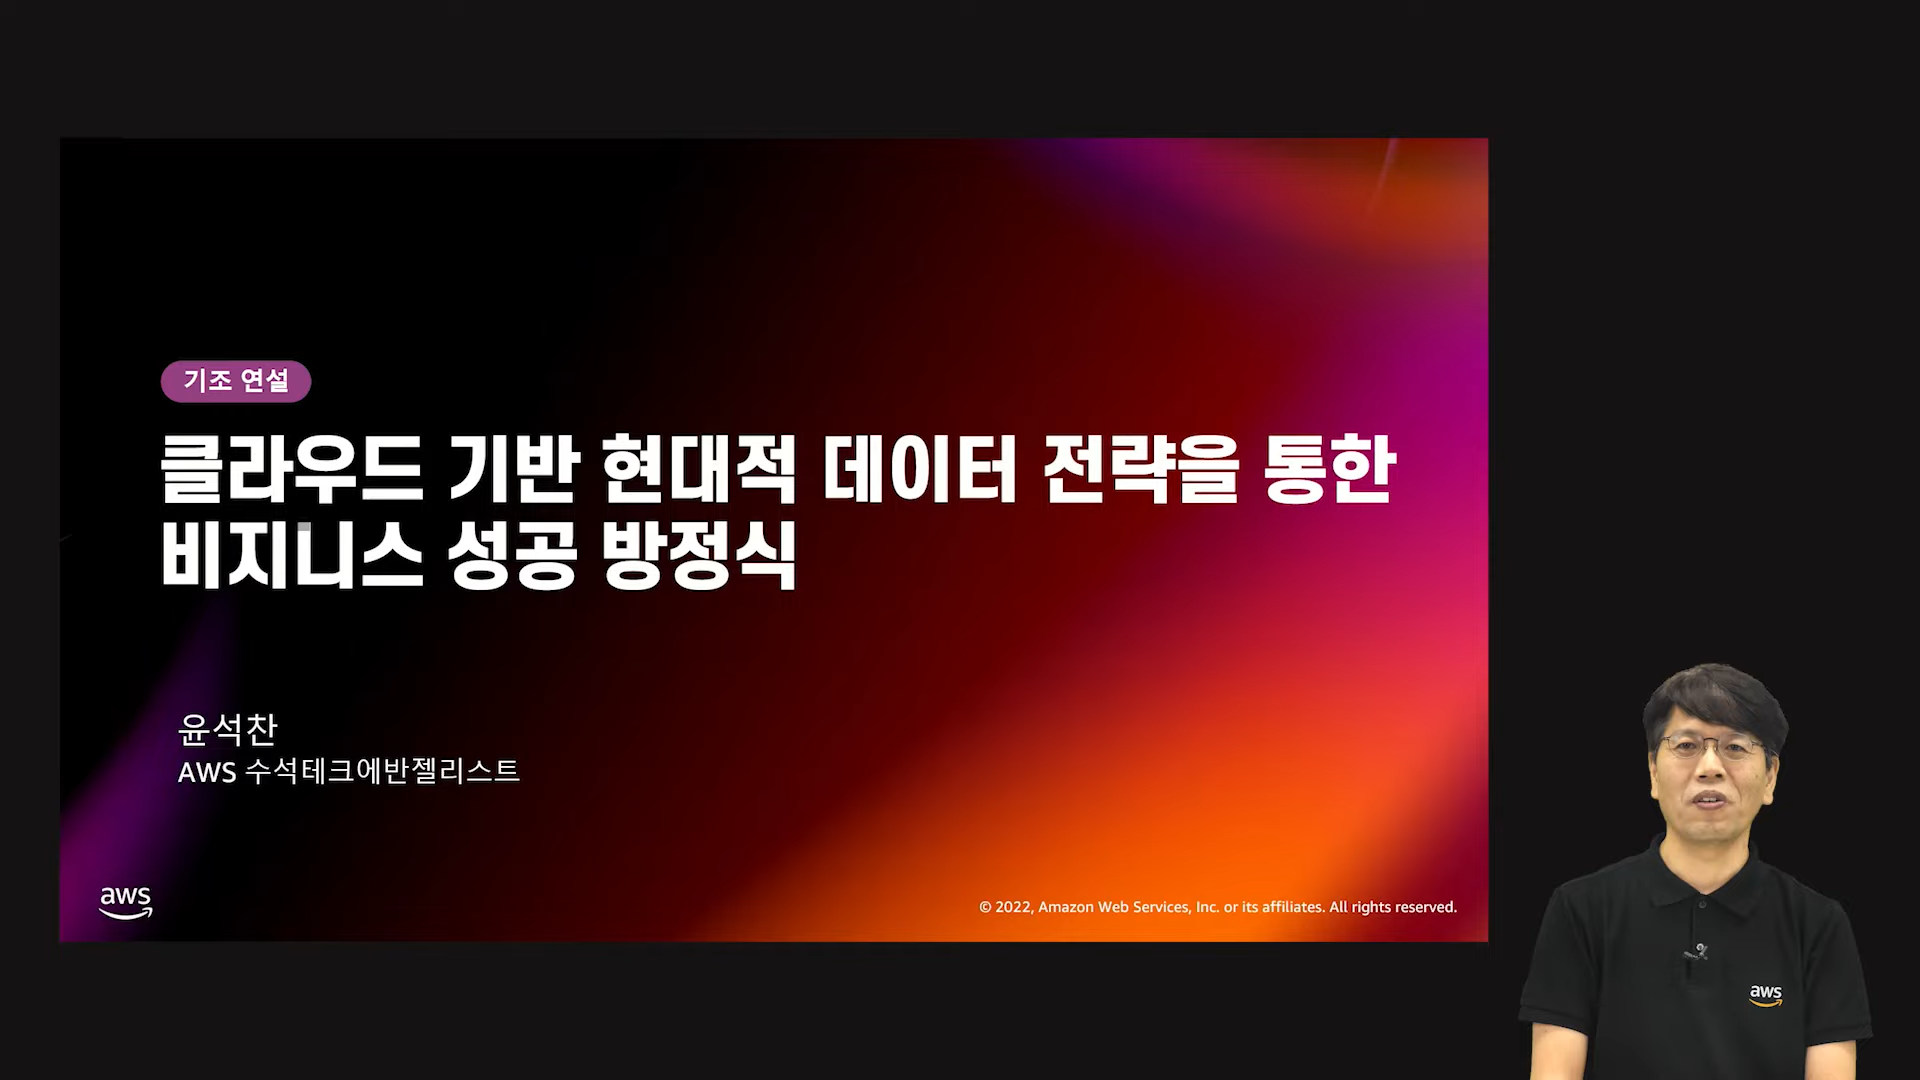 기조 연설
클라우드 기반 현대적 데이터 전략을 통한
비지니스 성공 방정식
윤석찬
AWS 수석테크에반젤리스트
aws
© 2022, Amazon Web Services, Inc. or its affiliates. All rights reserved.
aws